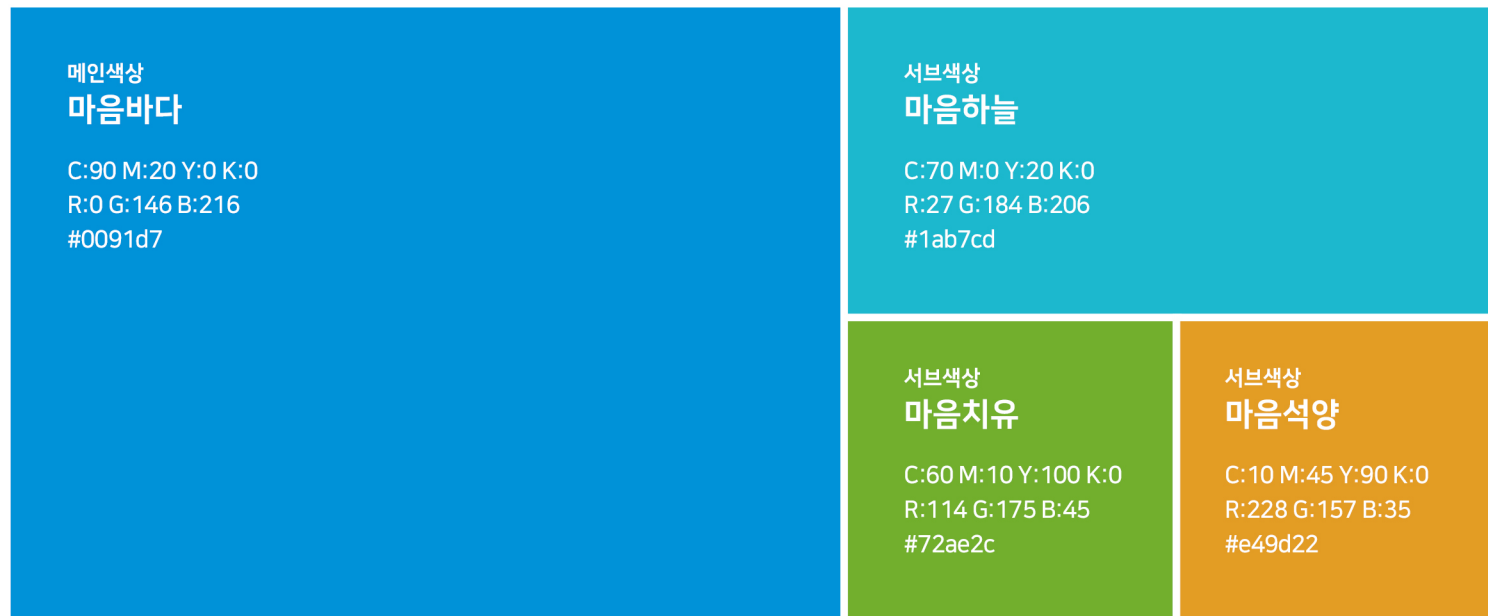 메인색상
마음바다
C:90 M:20 Y:0 K:0
R:0 G:146 B:216
#0091d7
서브색상
마음하늘
C:70 M:0 Y:20 K:0
R:27 G:184 B:206
#1ab7cd
서브색상
마음치유
C:60 M:10 Y:100 K:0
R:114 G:175 B:45
#72ae2c
서브색상
마음석양
C:10 M:45 Y:90 K:0
R:228 G:157 B:35
#e49d22